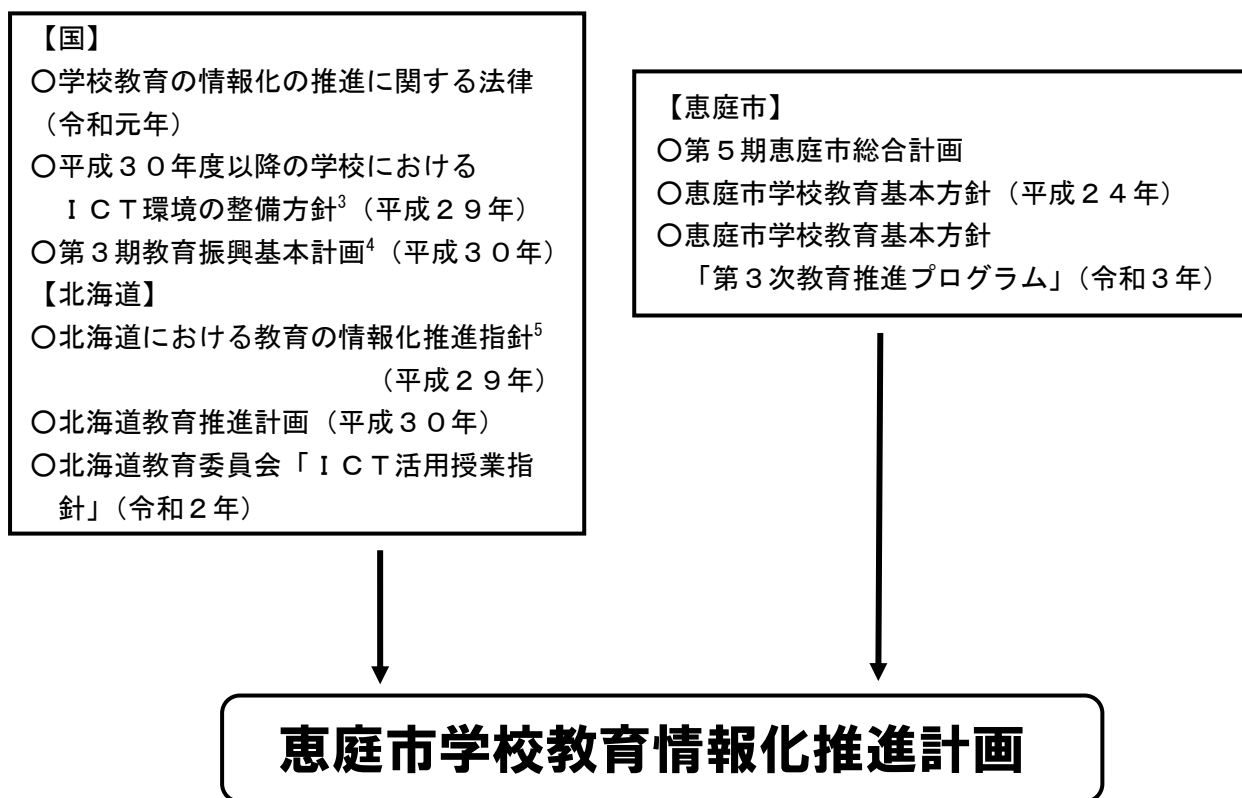 【国】
〇学校教育の情報化の推進に関する法律
（令和元年）
〇平成３０年度以降の学校における
ＩＣＴ環境の整備方針3（平成２９年）
〇第３期教育振興基本計画4（平成３０年）
【北海道】
〇北海道における教育の情報化推進指針5
（平成２９年）
〇北海道教育推進計画（平成３０年）
〇北海道教育委員会「ＩＣＴ活用授業指
針」（令和２年）
【恵庭市】
〇第５期恵庭市総合計画
〇恵庭市学校教育基本方針（平成２４年）
〇恵庭市学校教育基本方針
「第３次教育推進プログラム」（令和３年）
恵庭市学校教育情報化推進計画